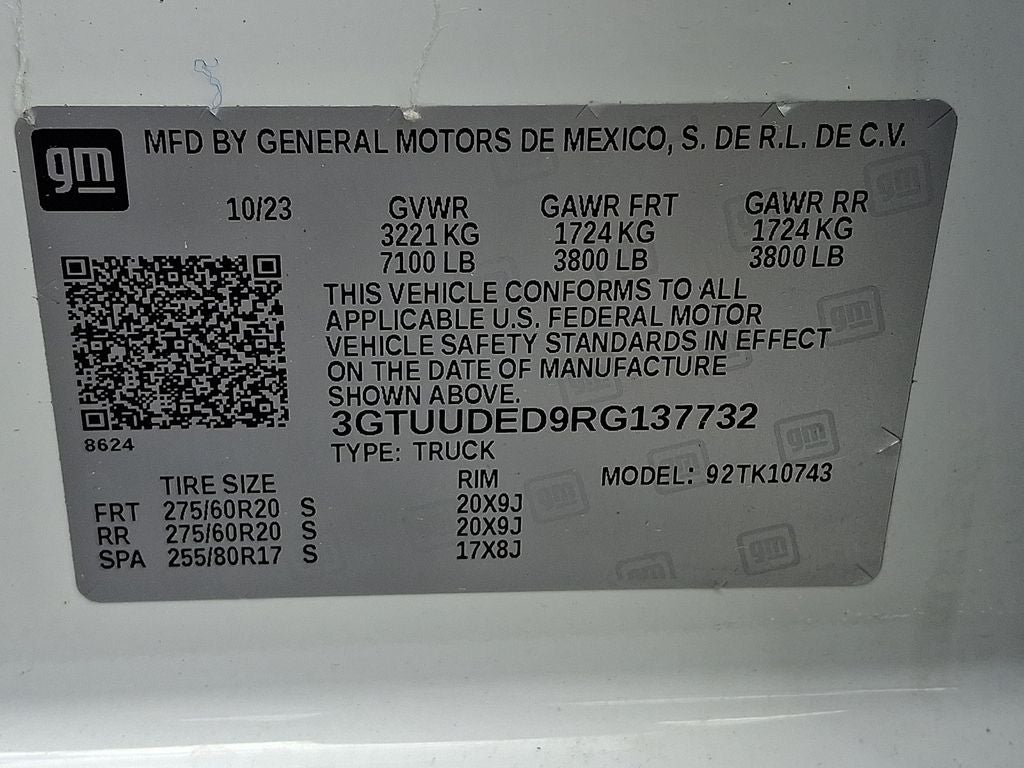 gm MFD BY GENERAL MOTORS DE MEXICO, S. DE R.L. DE C.V.
10/23 GVWR GAWR FRT GAWR RR
3221 KG 1724 KG 1724 KG
7100 LB 3800 LB 3800 LB
THIS VEHICLE CONFORMS TO ALL
APPLICABLE U.S. FEDERAL MOTOR
VEHICLE SAFETY STANDARDS IN EFFECT
ON THE DATE OF MANUFACTURE
SHOWN ABOVE.
3GTUUDED9RG137732
8624
TYPE: TRUCK
TIRE SIZE RIM MODEL: 92TK10743
FRT 275/60R20 S 20X9J
RR 275/60R20 S 20X9J
SPA 255/80R17 S 17X8J